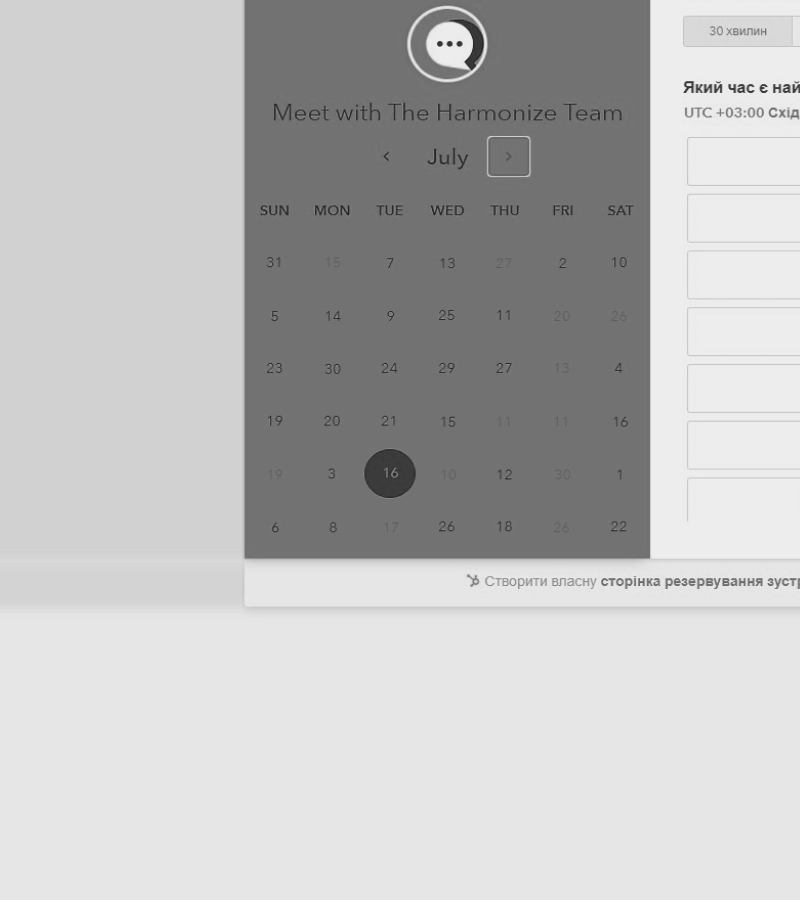 30 хвилин
Meet with The Harmonize Team
Який час є най
UTC +03:00 Схід
July
SUN MON TUE WED THU FRI SAT
31 15 7 13 27 2 10
5 14 9 25 11 20 26
23 30 24 29 27 13 4
19 20 21 15 11 11 16
19 3 16 10 12 30 1
6 8 17 26 18 26 22
Створити власну сторінка резервування зуст